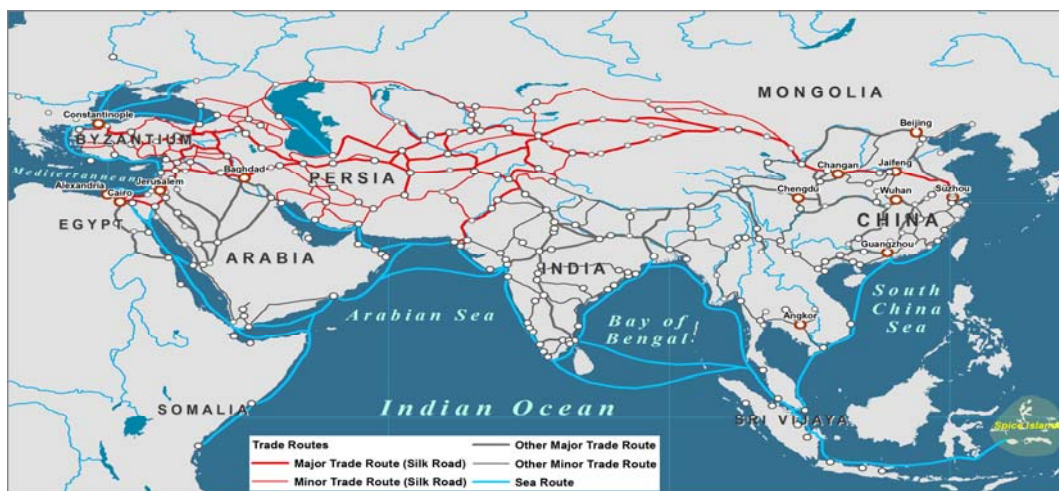 MONGOLIA
Constantinople
BYZANTIUM
Beijing
Mediterranean
Baghdad
PERSIA
Changan
Jaifeng
Alexandria
Cairo
Jerusalem
Chengdu
Wuhan
Suzhou
EGYPT
CHINA
Guangzhou
ARABIA
INDIA
Arabian Sea
Bay of
Bengal
South
China
Sea
Angkor
SOMALIA
Indian Ocean
SRI VIJAYA
Spice Island
Trade Routes
Major Trade Route (Silk Road)
Minor Trade Route (Silk Road)
Other Major Trade Route
Other Minor Trade Route
Sea Route